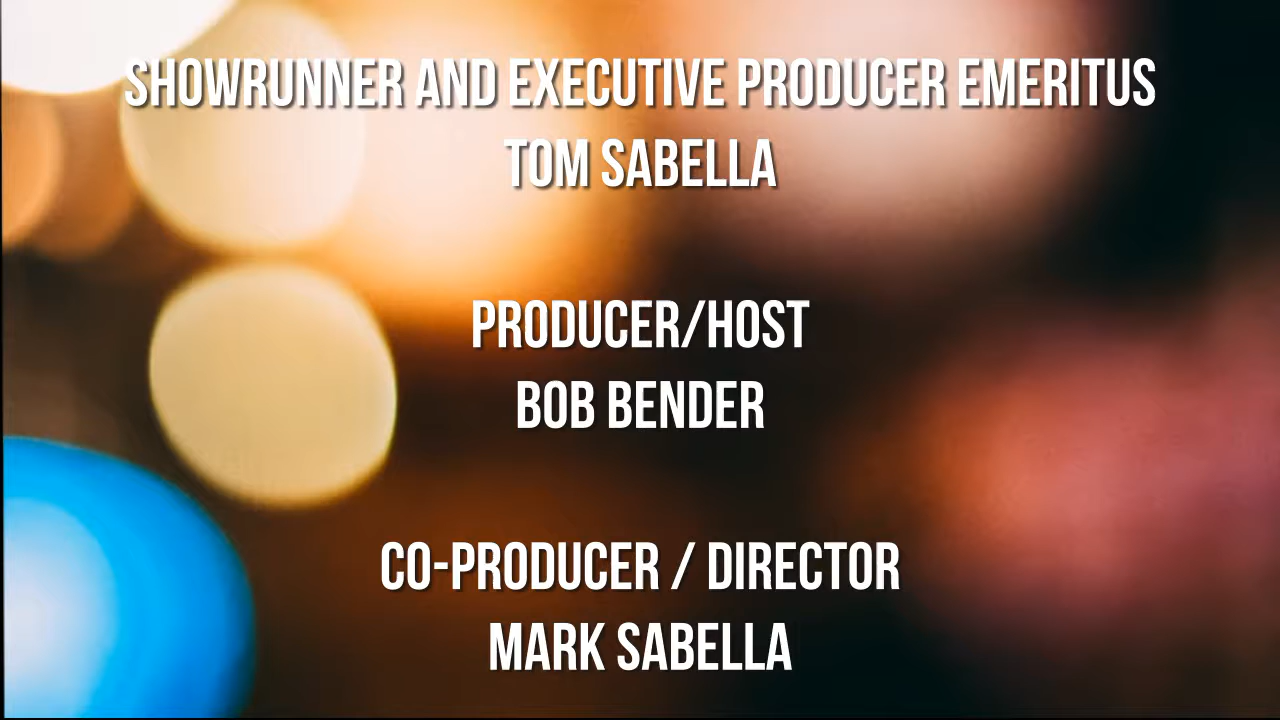 SHOWRUNNER AND EXECUTIVE PRODUCER EMERITUS
TOM SABELLA
PRODUCER/HOST
BOB BENDER
CO-PRODUCER / DIRECTOR
MARK SABELLA